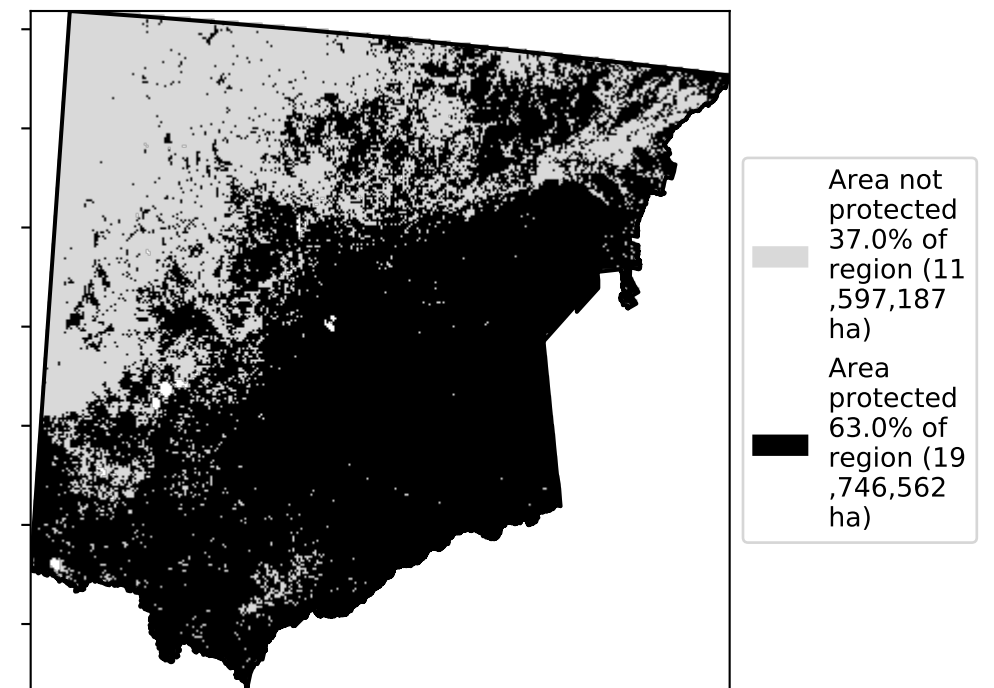 Area not
protected
37.0% of
region (11
,597,187
ha)
Area
protected
63.0% of
region (19
,746,562
ha)